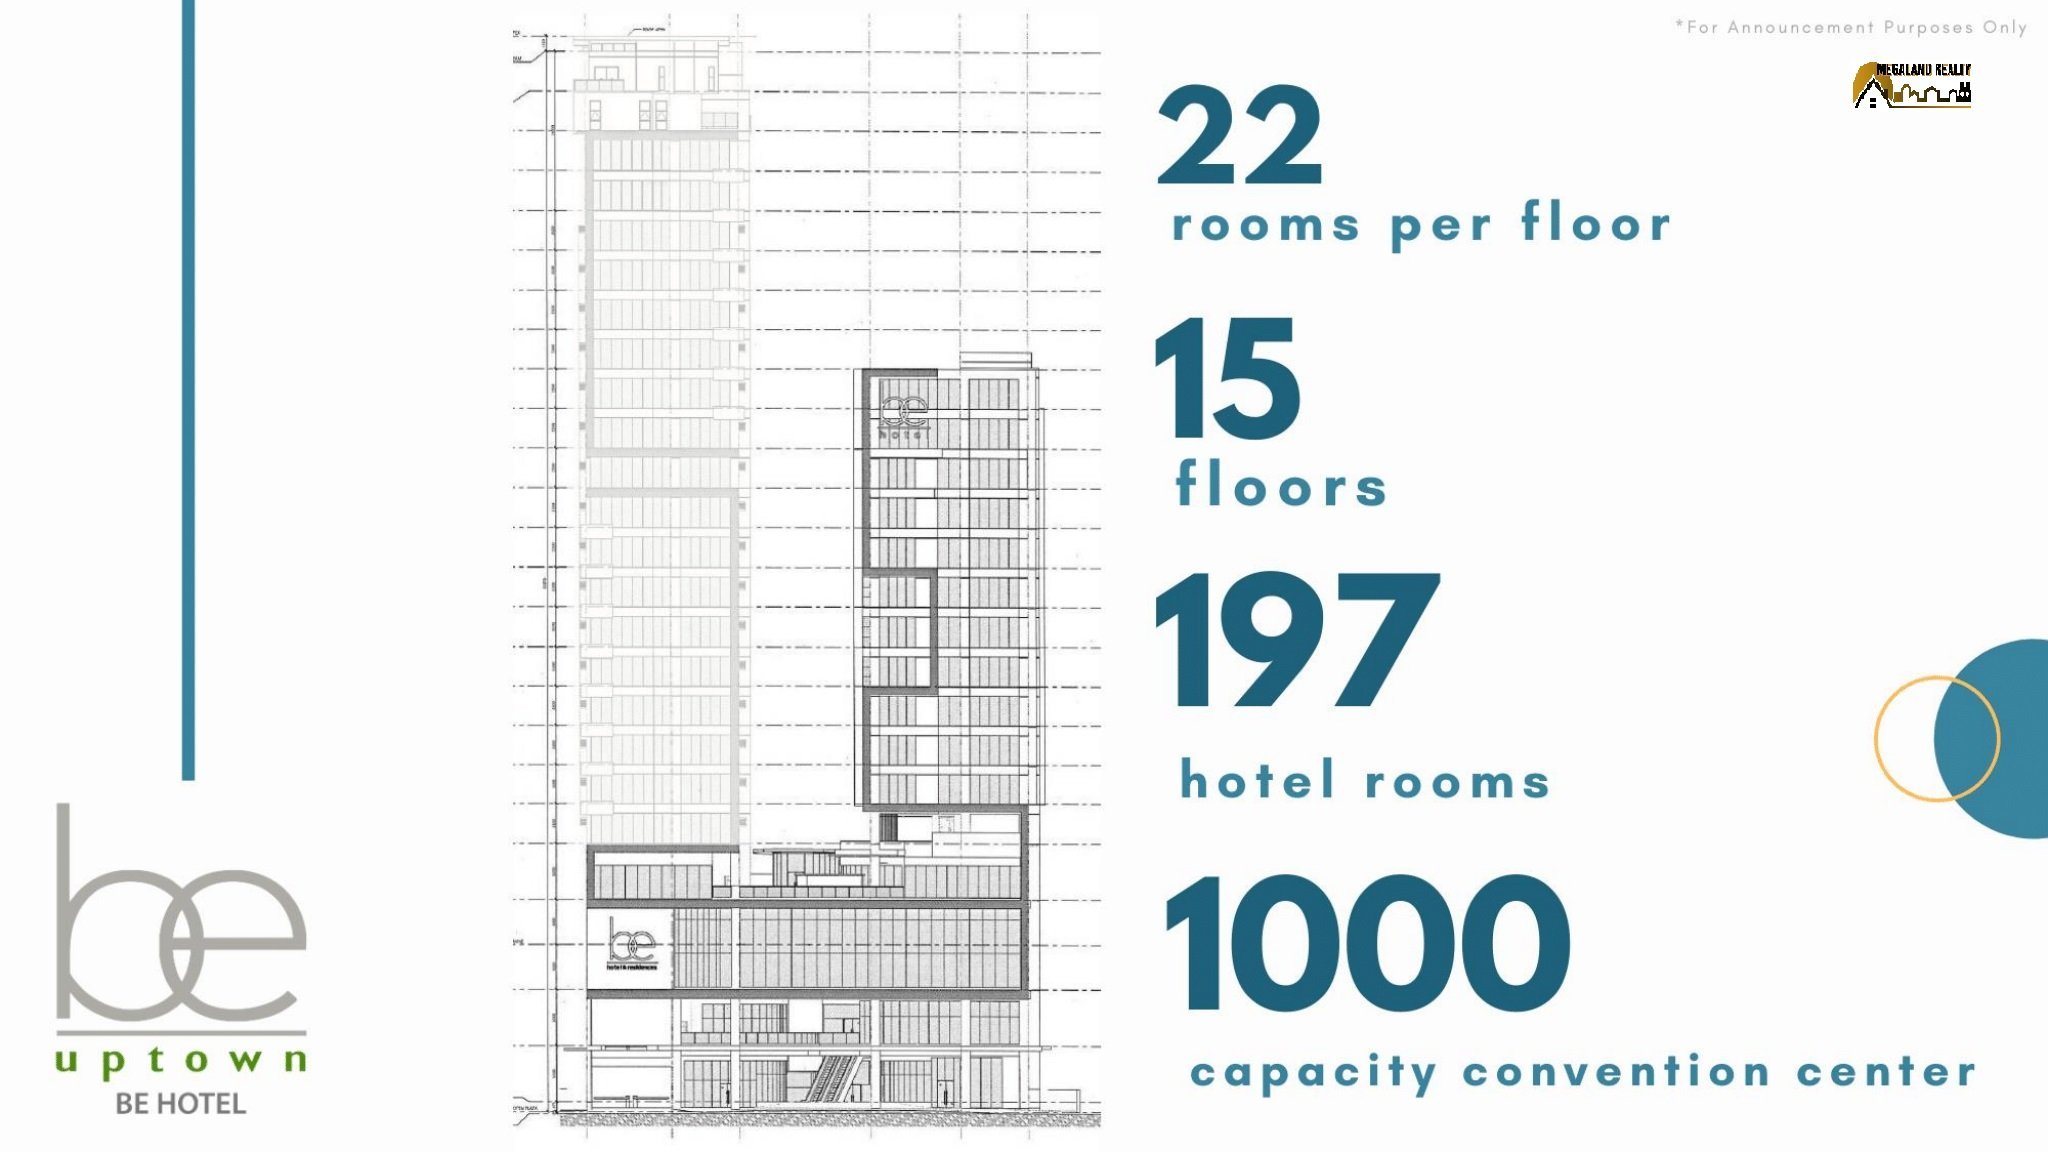 *For Announcement Purposes Only
MEGALAND REALTY
22
rooms per floor
15
floors
197
hotel rooms
1000
capacity convention center
be
hotel
be
hotel & residences
be
uptown
BE HOTEL